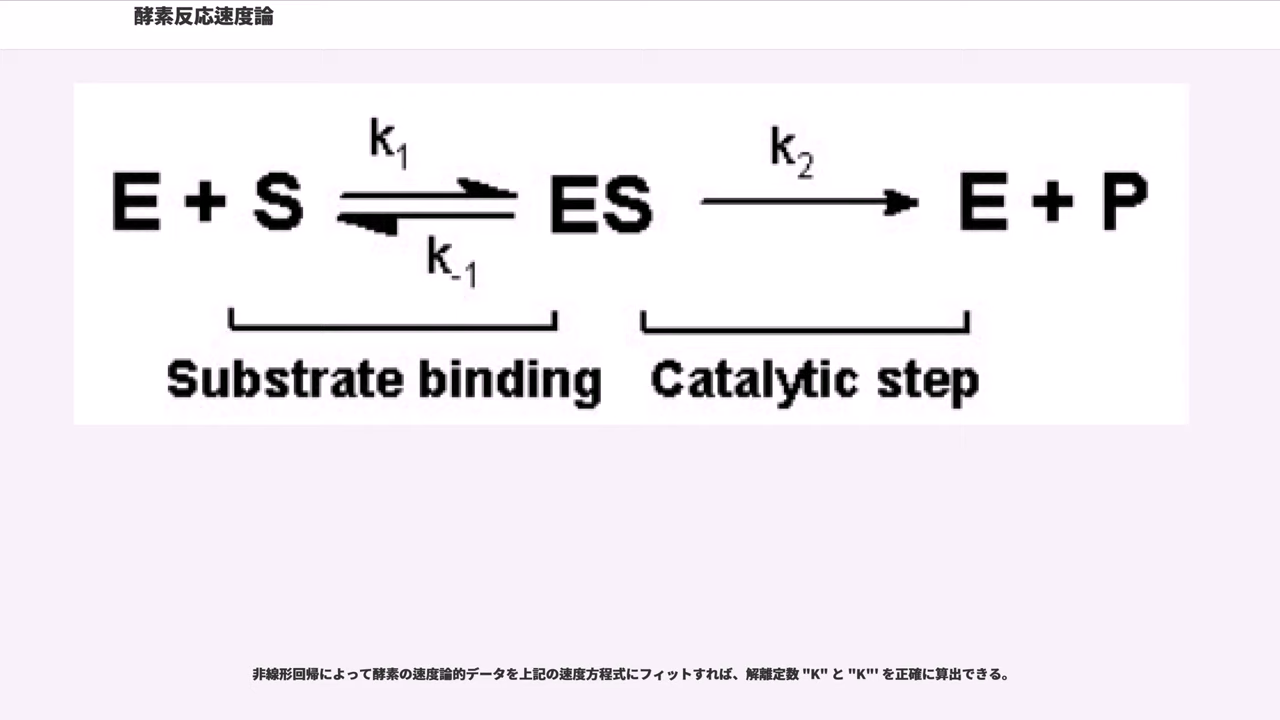 酵素反応速度論
k1
E + S ES k2 E + P
k-1
Substrate binding Catalytic step
非線形回帰によって酵素の速度論的データを上記の速度方程式にフィットすれば、解離定数 "K" と "K"' を正確に算出できる。